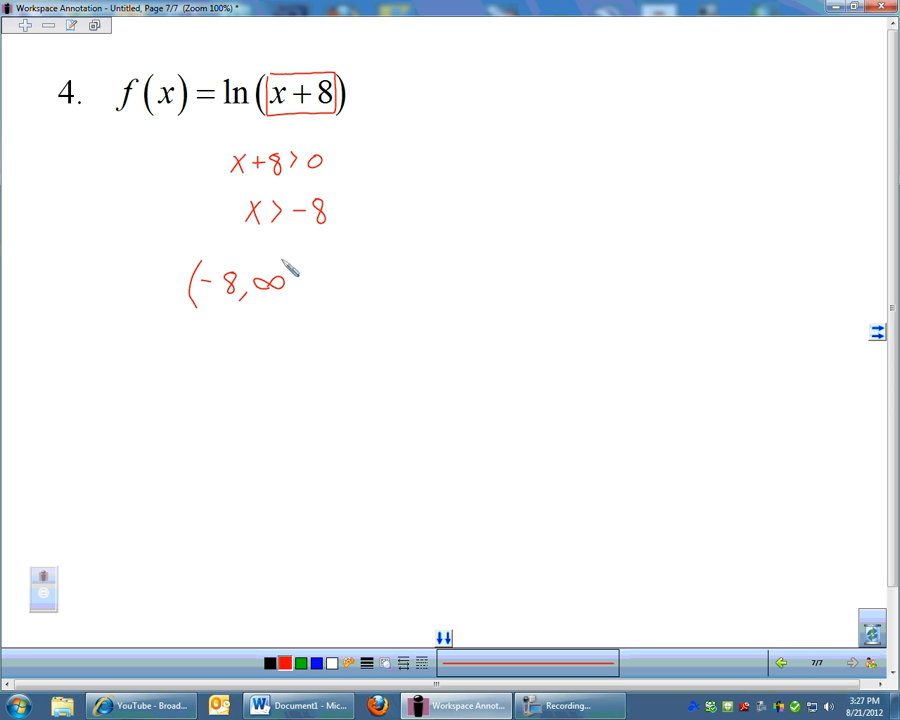 Workspace Annotation - Untitled, Page 7/7 (Zoom 100%) *
4. f(x) = ln(x+8)
x+8>0
x>-8
(-8,∞
7/7
YouTube - Broad...
Document1 - Mic...
Workspace Annot...
Recording...
3:27 PM
8/21/2012